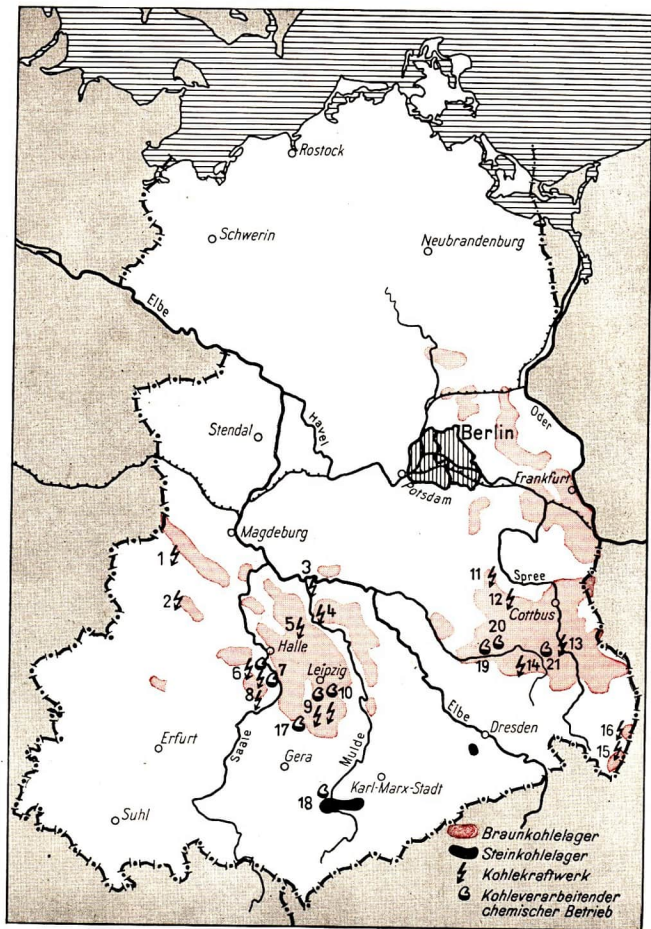 Rostock
Schwerin
Neubrandenburg
Elbe
Havel
Stendal
Berlin
Oder
Potsdam
Frankfurt
Magdeburg
1
2
3
4
5
11
Spree
12
Cottbus
20
13
19
14
21
Halle
6
7
Leipzig
8
9
10
17
Elbe
Dresden
16
15
Erfurt
Saale
Gera
Mulde
Karl-Marx-Stadt
18
Suhl
Braunkohlelager
Steinkohlelager
Kohlekraftwerk
Kohleverarbeitender
chemischer Betrieb